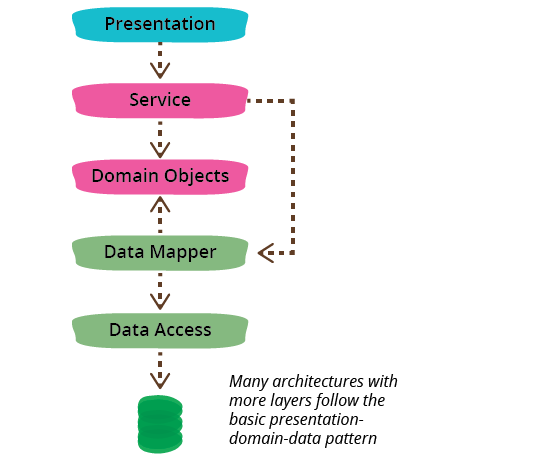 Presentation
Service
Domain Objects
Data Mapper
Data Access
Many architectures with
more layers follow the
basic presentation-
domain-data pattern